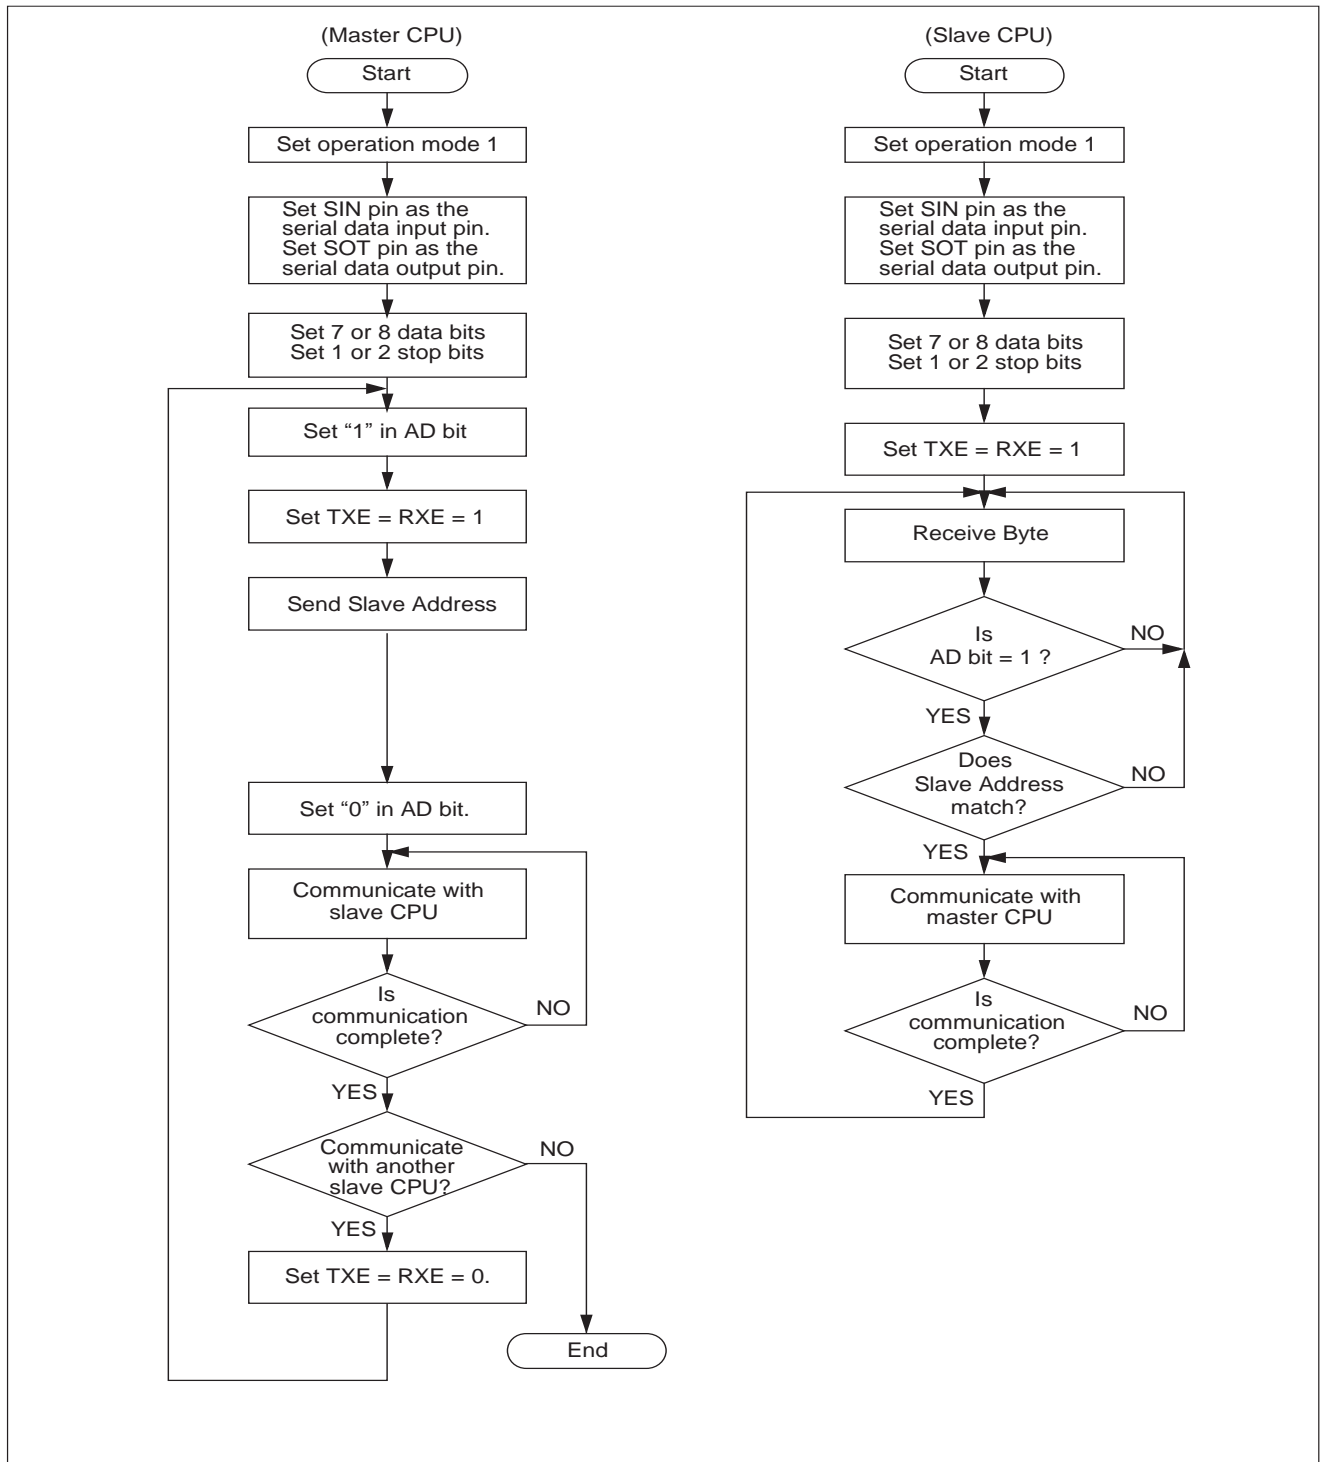 (Master CPU)
Start
Set operation mode 1
Set SIN pin as the
serial data input pin.
Set SOT pin as the
serial data output pin.
Set 7 or 8 data bits
Set 1 or 2 stop bits
Set “1” in AD bit
Set TXE = RXE = 1
Send Slave Address
Set “0” in AD bit.
Communicate with
slave CPU
Is
communication
complete?
NO
YES
Communicate
with another
slave CPU?
NO
YES
Set TXE = RXE = 0.
End
(Slave CPU)
Start
Set operation mode 1
Set SIN pin as the
serial data input pin.
Set SOT pin as the
serial data output pin.
Set 7 or 8 data bits
Set 1 or 2 stop bits
Set TXE = RXE = 1
Receive Byte
Is
AD bit = 1 ?
NO
YES
Does
Slave Address
match?
NO
YES
Communicate with
master CPU
Is
communication
complete?
NO
YES